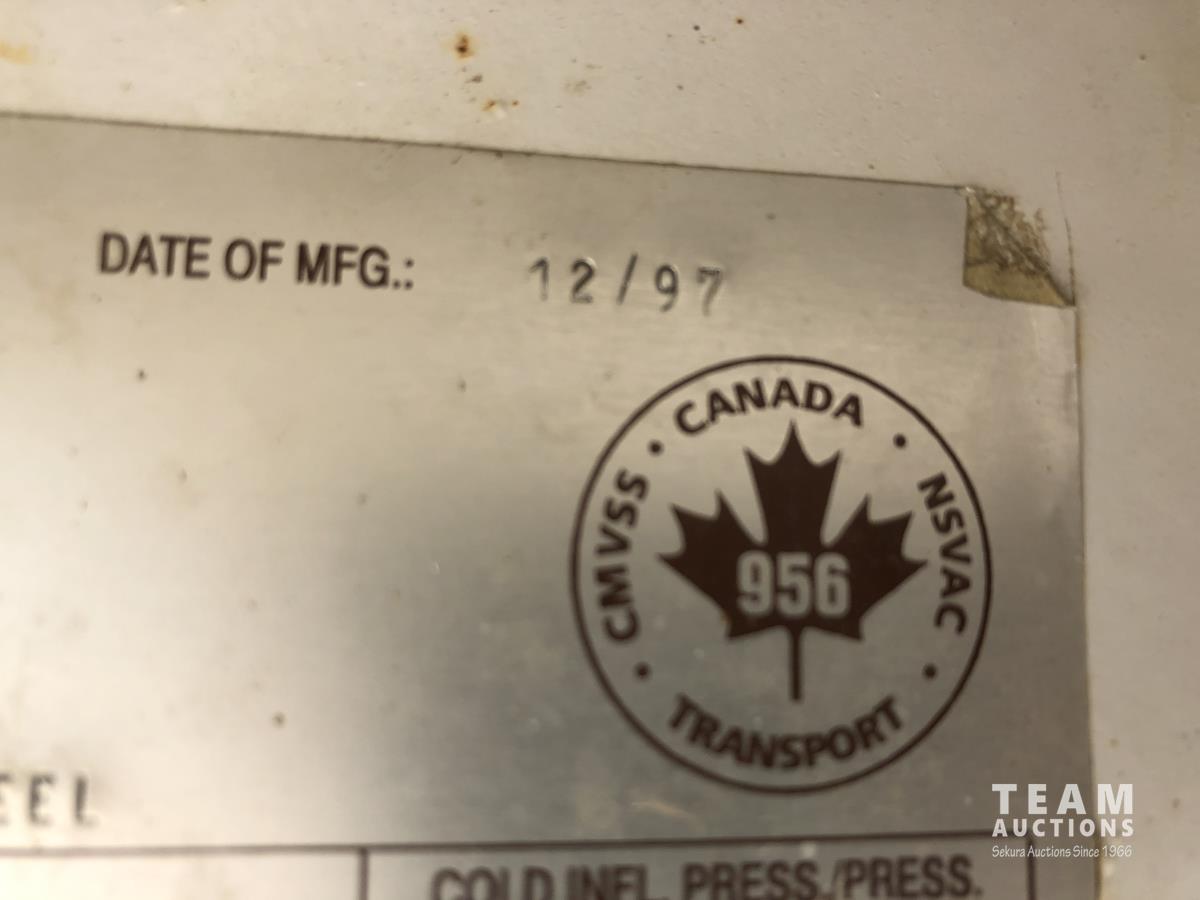 DATE OF MFG.: 12/97
CANADA
CMVSS
NSVAC
956
TRANSPORT
EEL
COLD INFL. PRESS./PRESS.
TEAM
AUCTIONS
Sekura Auctions Since 1966